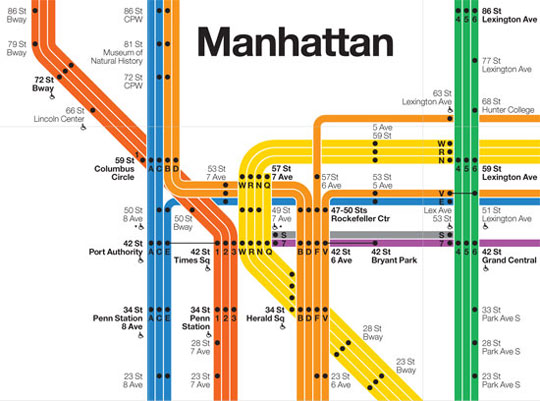 Manhattan
86 St
Bway
79 St
Bway
72 St
Bway
66 St
Lincoln Center
86 St
CPW
81 St
Museum of
Natural History
72 St
CPW
86 St
Lexington Ave
4 5 6
77 St
Lexington Ave
63 St
Lexington Ave
68 St
Hunter College
5 Ave
59 St
W
R
N
1
59 St
Columbus
Circle
A C B D
53 St
7 Ave
57 St
7 Ave
W R N Q
57 St
6 Ave
53 St
5 Ave
4 5 6
59 St
Lexington Ave
V
E
Lex Ave
53 St
50 St
8 Ave
50 St
Bway
49 St
7 Ave
47-50 Sts
Rockefeller Ctr
51 St
Lexington Ave
S
7
S
7
42 St
Port Authority
A C E
42 St
Times Sq
1 2 3
W R N Q
B D F V
42 St
6 Ave
42 St
Bryant Park
4 5 6
42 St
Grand Central
34 St
Penn Station
8 Ave
A C E
34 St
Penn
Station
1 2 3
34 St
Herald Sq
B D F V
33 St
Park Ave S
28 St
7 Ave
28 St
Bway
28 St
Park Ave S
23 St
8 Ave
23 St
7 Ave
23 St
6 Ave
23 St
Bway
23 St
Park Ave S